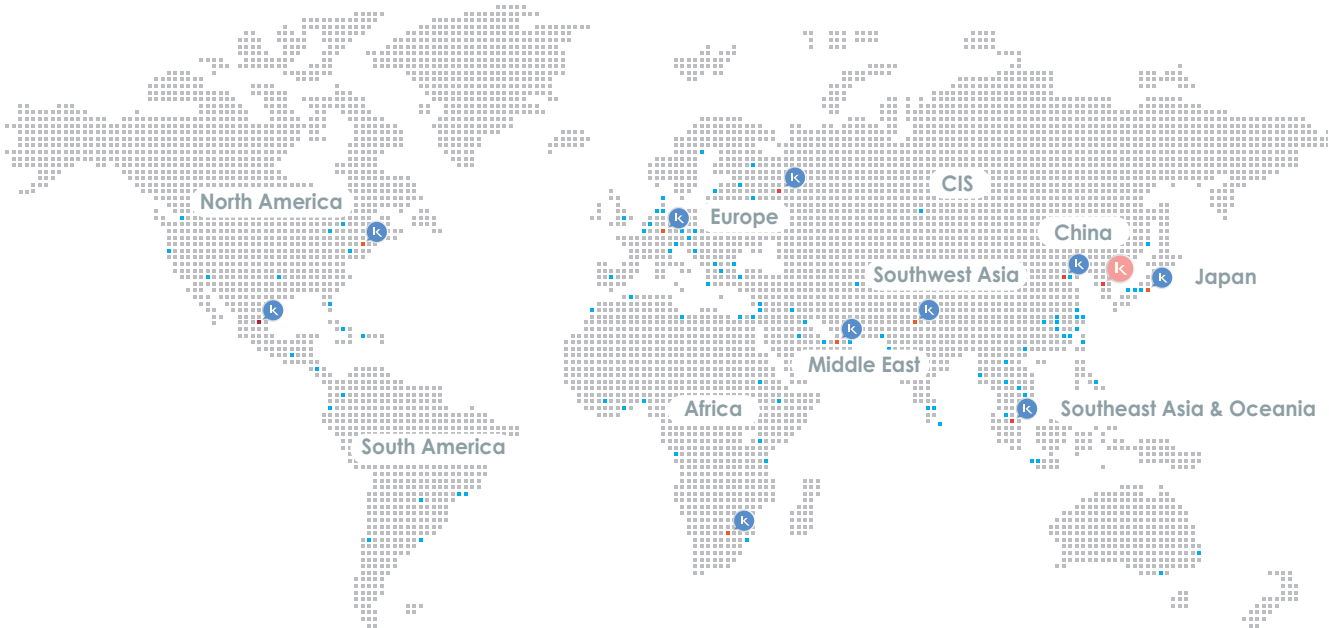 CIS
North America
Europe
China
Southwest Asia
Japan
Middle East
Africa
Southeast Asia & Oceania
South America
k
k
k
k
k
k
k
k
k
k
k